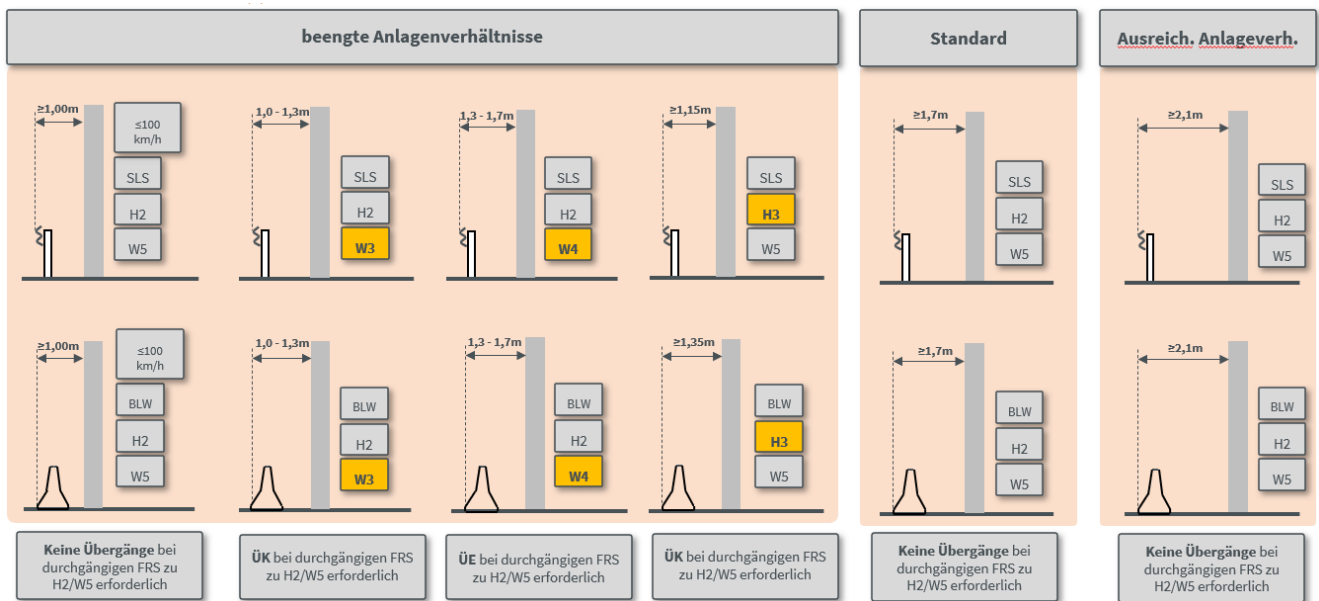 beengte Anlagenverhältnisse
Standard
Ausreich. Anlageverh.
≥1,00m
≤100
km/h
SLS
H2
W5
1,0 - 1,3m
SLS
H2
W3
1,3 - 1,7m
SLS
H2
W4
≥1,15m
SLS
H3
W5
≥1,7m
SLS
H2
W5
≥2,1m
SLS
H2
W5
≥1,00m
≤100
km/h
BLW
H2
W5
1,0 - 1,3m
BLW
H2
W3
1,3 - 1,7m
BLW
H2
W4
≥1,35m
BLW
H3
W5
≥1,7m
BLW
H2
W5
≥2,1m
BLW
H2
W5
Keine Übergänge bei
durchgängigen FRS zu
H2/W5 erforderlich
ÜK bei durchgängigen FRS
zu H2/W5 erforderlich
ÜE bei durchgängigen FRS
zu H2/W5 erforderlich
ÜK bei durchgängigen FRS
zu H2/W5 erforderlich
Keine Übergänge bei
durchgängigen FRS zu
H2/W5 erforderlich
Keine Übergänge bei
durchgängigen FRS zu
H2/W5 erforderlich